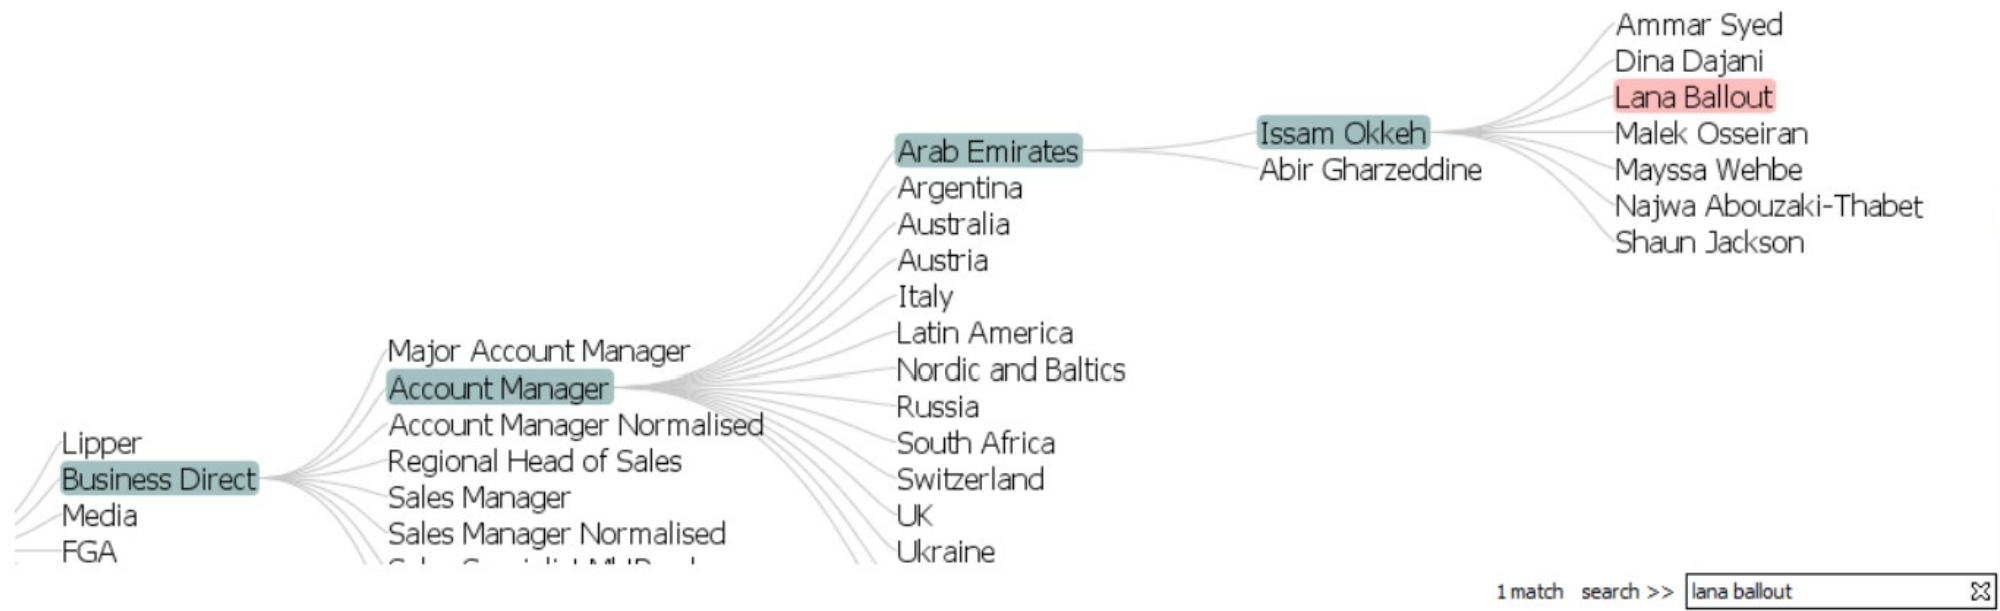 Lipper
Business Direct
Media
FGA
Major Account Manager
Account Manager
Account Manager Normalised
Regional Head of Sales
Sales Manager
Sales Manager Normalised
Arab Emirates
Argentina
Australia
Austria
Italy
Latin America
Nordic and Baltics
Russia
South Africa
Switzerland
UK
Ukraine
Issam Okkeh
Abir Gharzeddine
Ammar Syed
Dina Dajani
Lana Ballout
Malek Osseiran
Mayssa Wehbe
Najwa Abouzaki-Thabet
Shaun Jackson
1 match search >> lana ballout